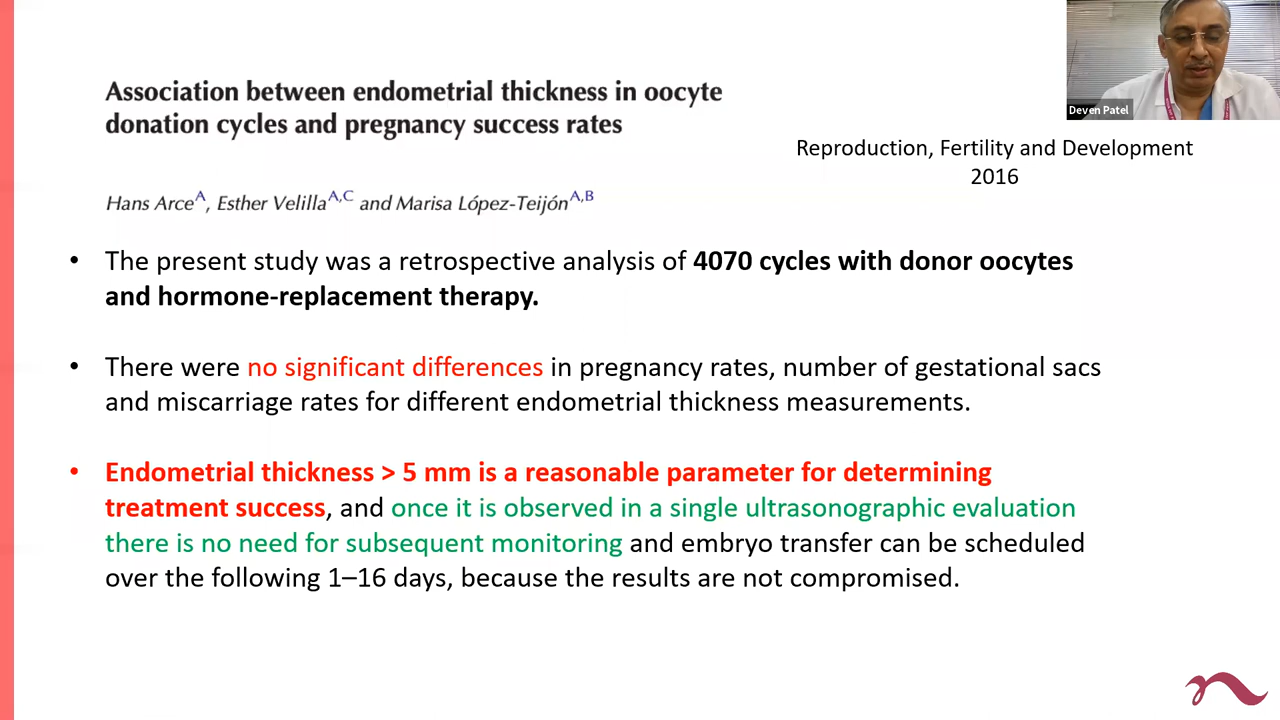 Association between endometrial thickness in oocyte
donation cycles and pregnancy success rates
Deven Patel
Reproduction, Fertility and Development
2016
Hans Arce^A, Esther Velilla^A,C and Marisa López-Teijón^A,B
• The present study was a retrospective analysis of 4070 cycles with donor oocytes
and hormone-replacement therapy.
• There were no significant differences in pregnancy rates, number of gestational sacs
and miscarriage rates for different endometrial thickness measurements.
• Endometrial thickness > 5 mm is a reasonable parameter for determining
treatment success, and once it is observed in a single ultrasonographic evaluation
there is no need for subsequent monitoring and embryo transfer can be scheduled
over the following 1–16 days, because the results are not compromised.